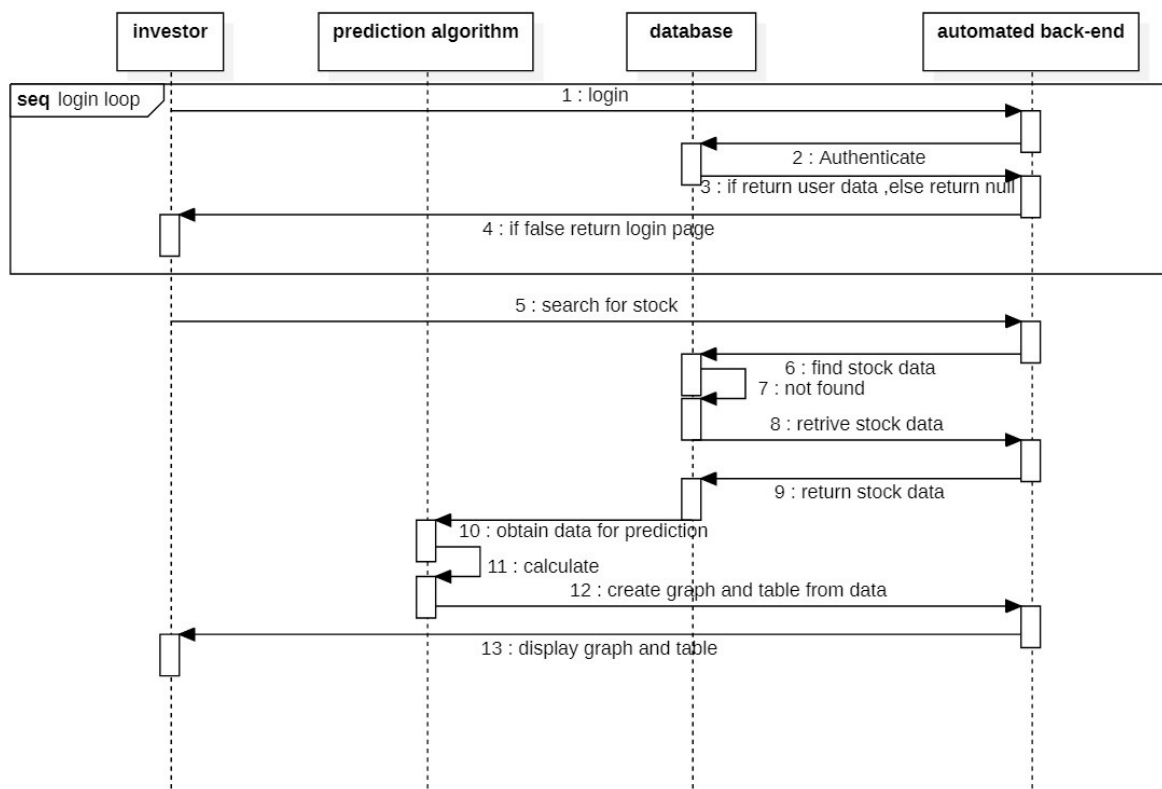 investor
prediction algorithm
database
automated back-end
seq login loop
1 : login
2 : Authenticate
3 : if return user data ,else return null
4 : if false return login page
5 : search for stock
6 : find stock data
7 : not found
8 : retrive stock data
9 : return stock data
10 : obtain data for prediction
11 : calculate
12 : create graph and table from data
13 : display graph and table